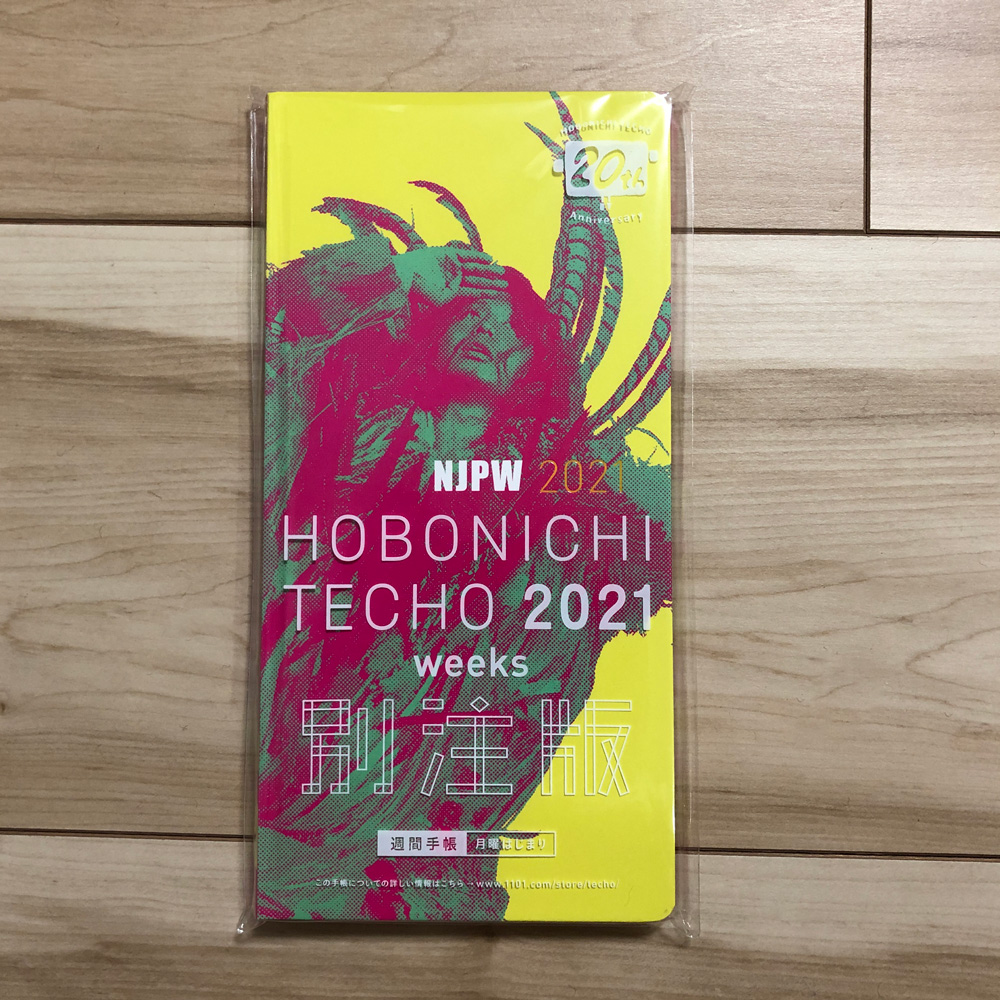 HOBONICHI TECHO
20th
Anniversary
NJPW 2021
HOBONICHI
TECHO 2021
weeks
別注版
週間手帳 月曜はじまり
この手帳についての詳しい情報はこちら→www.1101.com/store/techo/